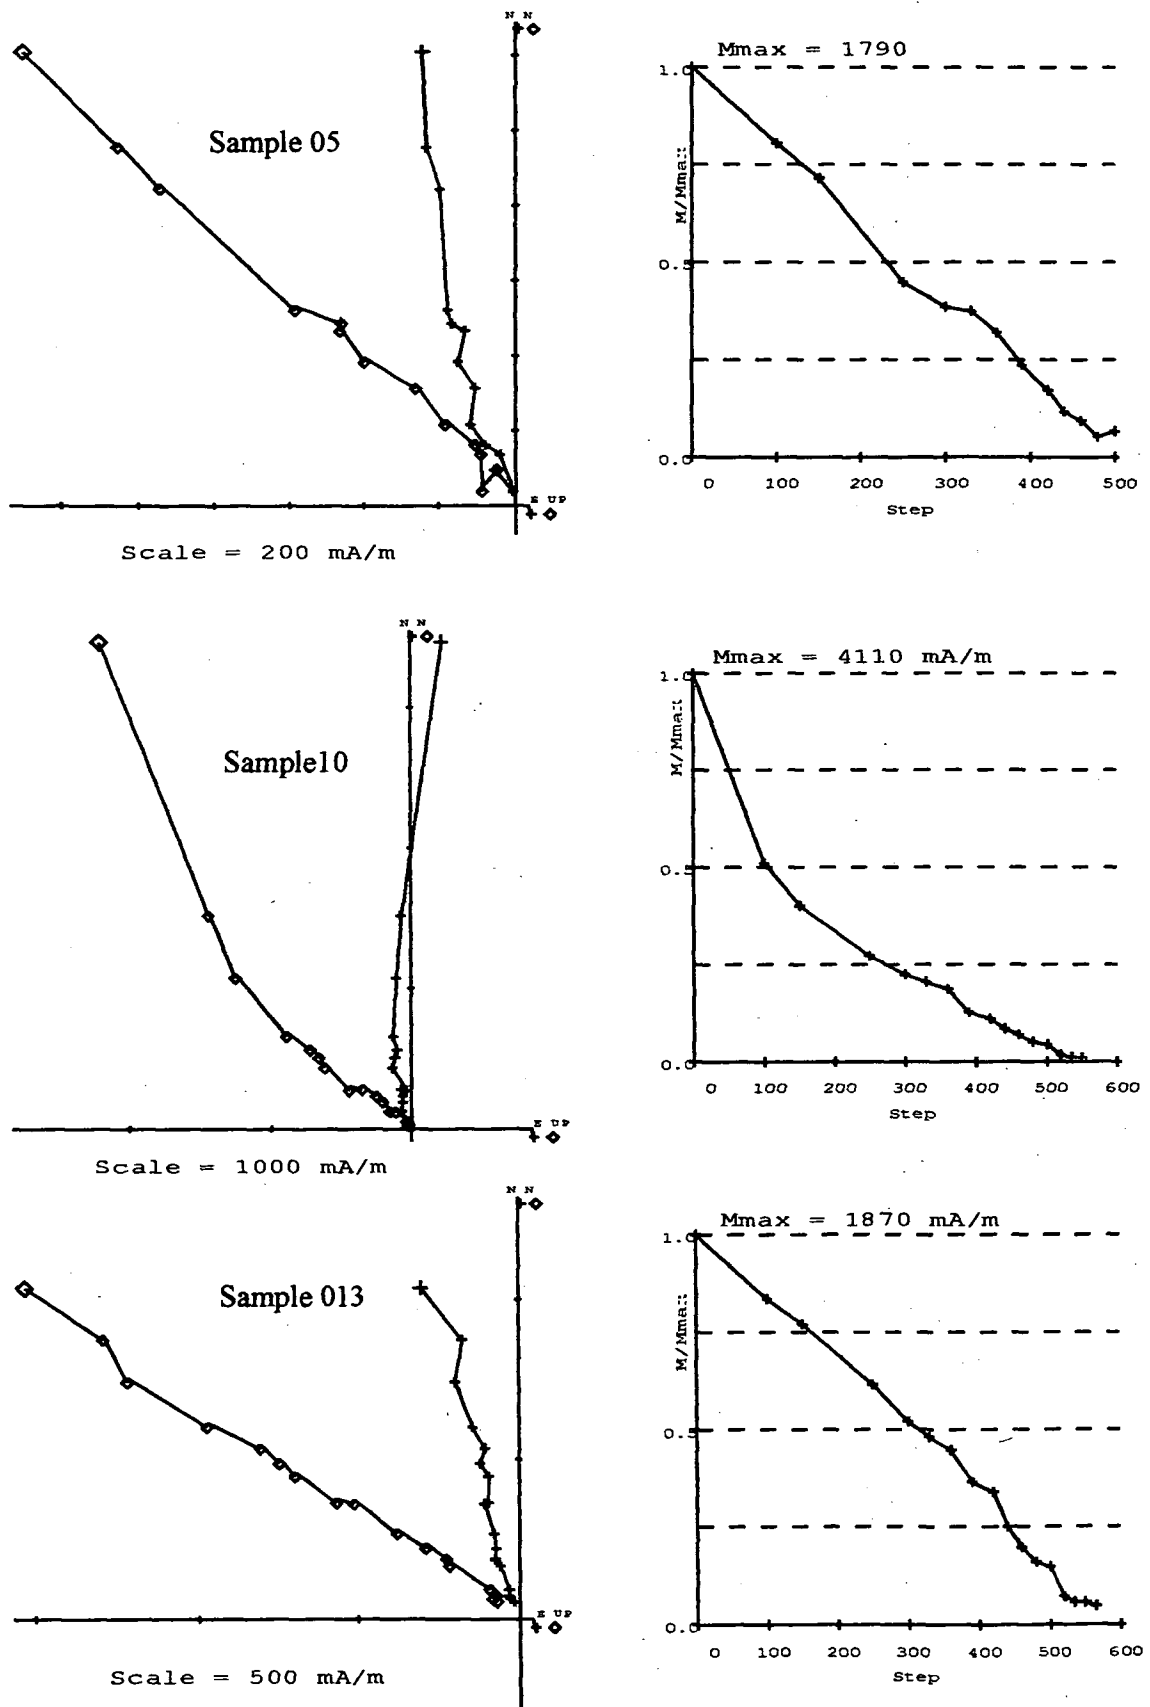 N N
Sample 05
E UP
Scale = 200 mA/m
Mmax = 1790
1.0
M/Mmax
0.5
0.0
0 100 200 300 400 500
Step
N N
Sample10
E UP
Scale = 1000 mA/m
Mmax = 4110 mA/m
1.0
M/Mmax
0.5
0.0
0 100 200 300 400 500 600
Step
N N
Sample 013
E UP
Scale = 500 mA/m
Mmax = 1870 mA/m
1.0
M/Mmax
0.5
0.0
0 100 200 300 400 500 600
Step